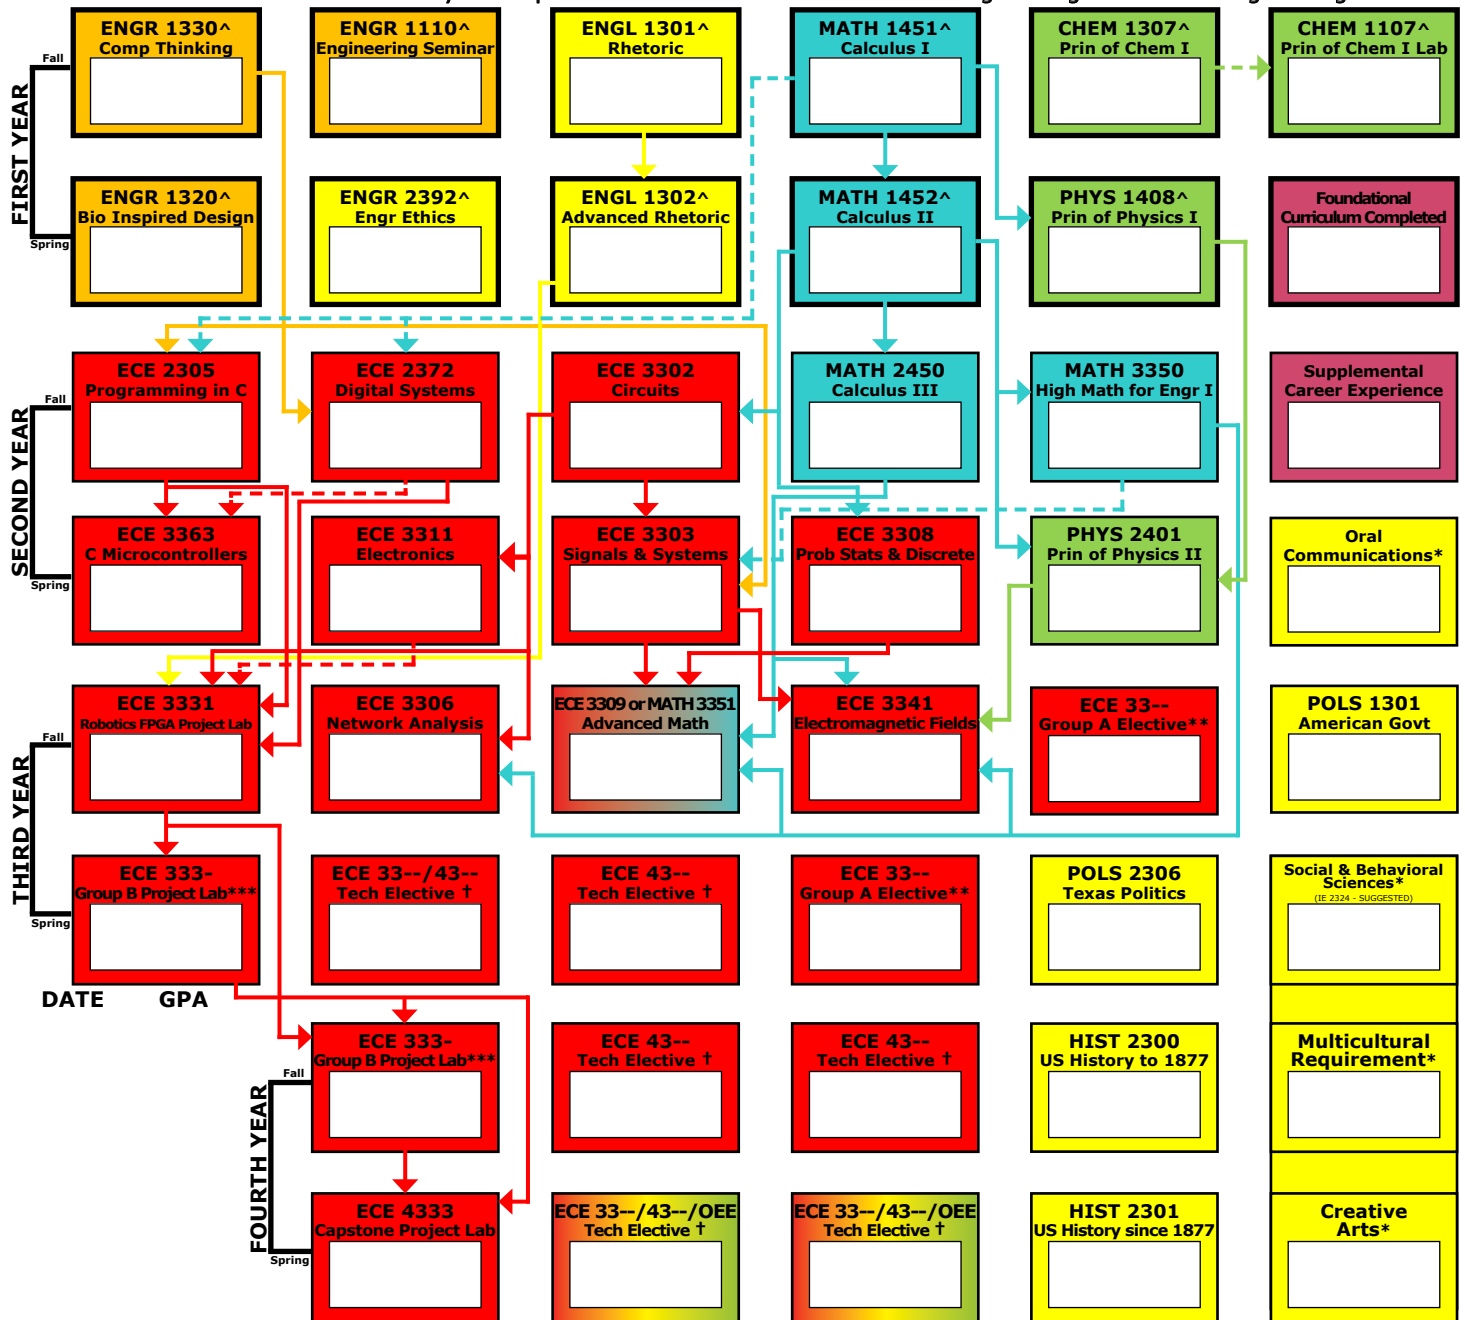 ENGR 1330^
Comp Thinking
ENGR 1110^
Engineering Seminar
ENGL 1301^
Rhetoric
MATH 1451^
Calculus I
CHEM 1307^
Prin of Chem I
CHEM 1107^
Prin of Chem I Lab
Fall
FIRST YEAR
Spring
ENGR 1320^
Bio Inspired Design
ENGR 2392^
Engr Ethics
ENGL 1302^
Advanced Rhetoric
MATH 1452^
Calculus II
PHYS 1408^
Prin of Physics I
Foundational
Curriculum Completed
ECE 2305
Programming in C
ECE 2372
Digital Systems
ECE 3302
Circuits
MATH 2450
Calculus III
MATH 3350
High Math for Engr I
Supplemental
Career Experience
Fall
SECOND YEAR
Spring
ECE 3363
C Microcontrollers
ECE 3311
Electronics
ECE 3303
Signals & Systems
ECE 3308
Prob Stats & Discrete
PHYS 2401
Prin of Physics II
Oral
Communications*
ECE 3331
Robotics FPGA Project Lab
ECE 3306
Network Analysis
ECE 3309 or MATH 3351
Advanced Math
ECE 3341
Electromagnetic Fields
ECE 33--
Group A Elective**
POLS 1301
American Govt
Fall
THIRD YEAR
Spring
ECE 333-
Group B Project Lab***
ECE 33--/43--
Tech Elective †
ECE 43--
Tech Elective †
ECE 33--
Group A Elective**
POLS 2306
Texas Politics
Social & Behavioral
Sciences*
(IE 2324 - SUGGESTED)
DATE GPA
ECE 333-
Group B Project Lab***
ECE 43--
Tech Elective †
ECE 43--
Tech Elective †
HIST 2300
US History to 1877
Multicultural
Requirement*
Fall
FOURTH YEAR
Spring
ECE 4333
Capstone Project Lab
ECE 33--/43--/OEE
Tech Elective †
ECE 33--/43--/OEE
Tech Elective †
HIST 2301
US History since 1877
Creative
Arts*